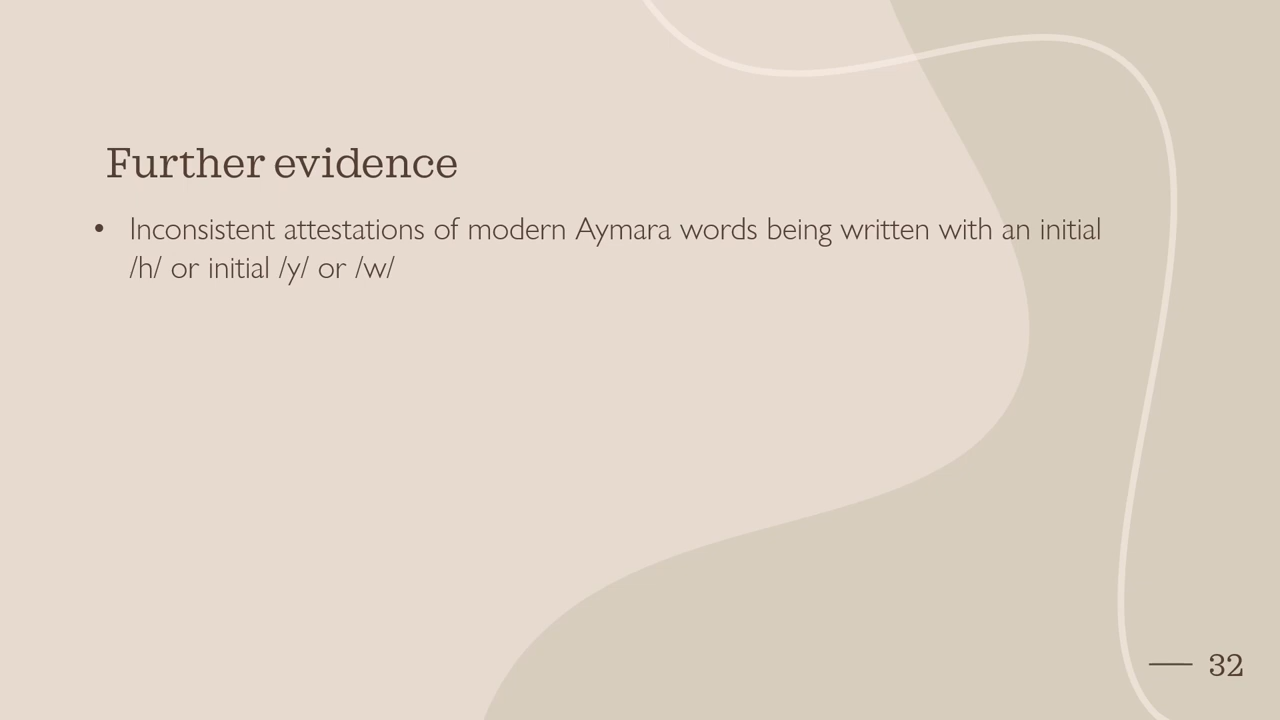 Further evidence
• Inconsistent attestations of modern Aymara words being written with an initial
/h/ or initial /y/ or /w/
— 32